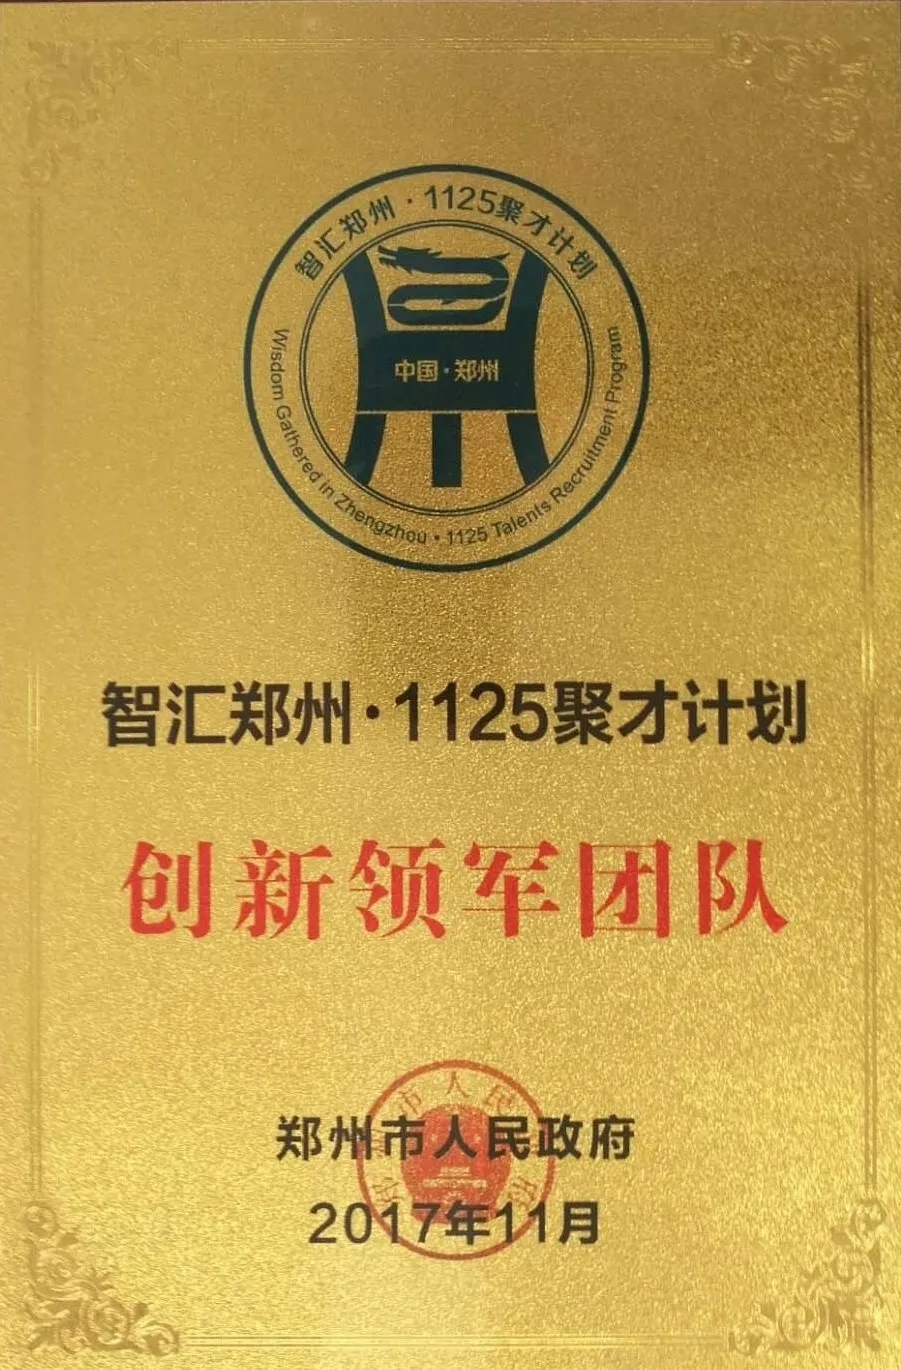 智汇郑州·1125聚才计划
中国·郑州
Wisdom Gathered in Zhengzhou · 1125 Talents Recruitment Program
智汇郑州·1125聚才计划
创新领军团队
郑州市人民政府
2017年11月